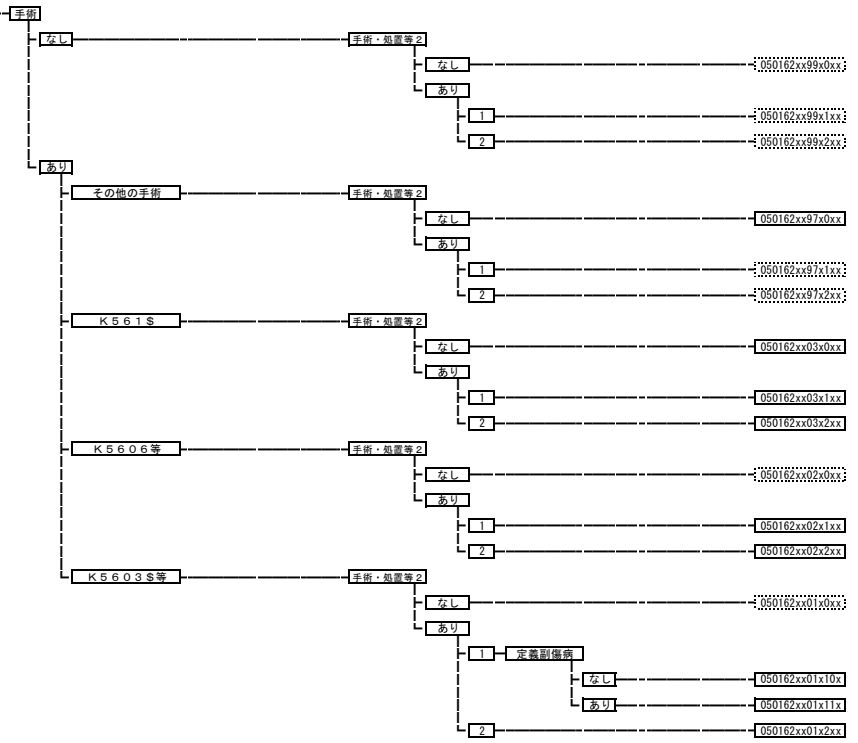 手術
なし 手術・処置等２
なし 050162xx99x0xx
あり
1 050162xx99x1xx
2 050162xx99x2xx
あり
その他の手術 手術・処置等２
なし 050162xx97x0xx
あり
1 050162xx97x1xx
2 050162xx97x2xx
Ｋ５６１＄ 手術・処置等２
なし 050162xx03x0xx
あり
1 050162xx03x1xx
2 050162xx03x2xx
Ｋ５６０６等 手術・処置等２
なし 050162xx02x0xx
あり
1 050162xx02x1xx
2 050162xx02x2xx
Ｋ５６０３＄等 手術・処置等２
なし 050162xx01x0xx
あり
1 定義副傷病
なし 050162xx01x10x
あり 050162xx01x11x
2 050162xx01x2xx